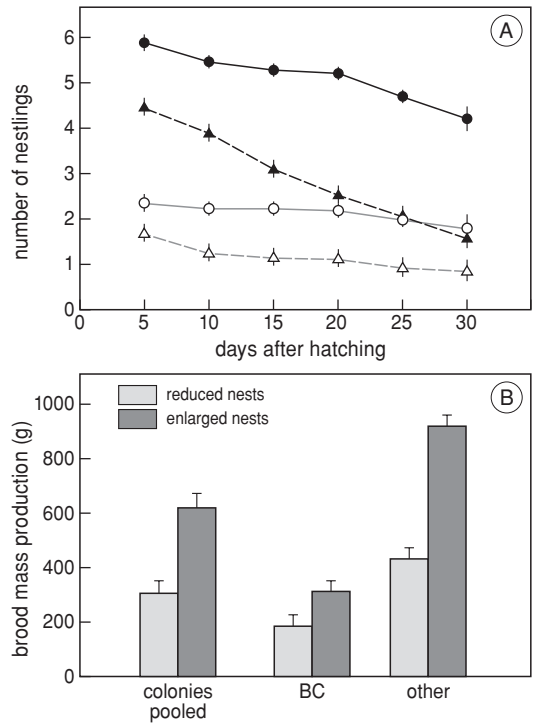 A
number of nestlings
6
5
4
3
2
1
0
0 5 10 15 20 25 30
days after hatching
B
reduced nests
enlarged nests
brood mass production (g)
1000
800
600
400
200
0
colonies pooled BC other